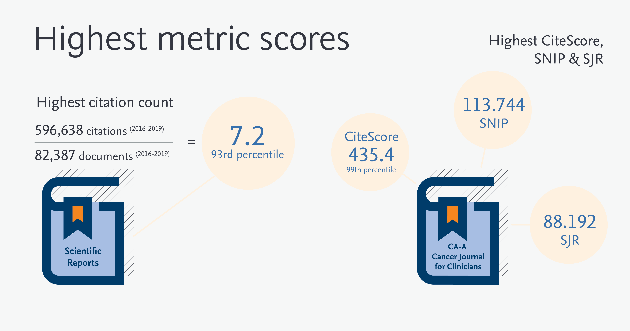 Highest metric scores
Highest CiteScore,
SNIP & SJR
Highest citation count
596,638 citations (2016-2019)
82,387 documents (2016-2019)
=
7.2
93rd percentile
Scientific
Reports
CiteScore
435.4
99th percentile
113.744
SNIP
88.192
SJR
CA-A
Cancer Journal
for Clinicians